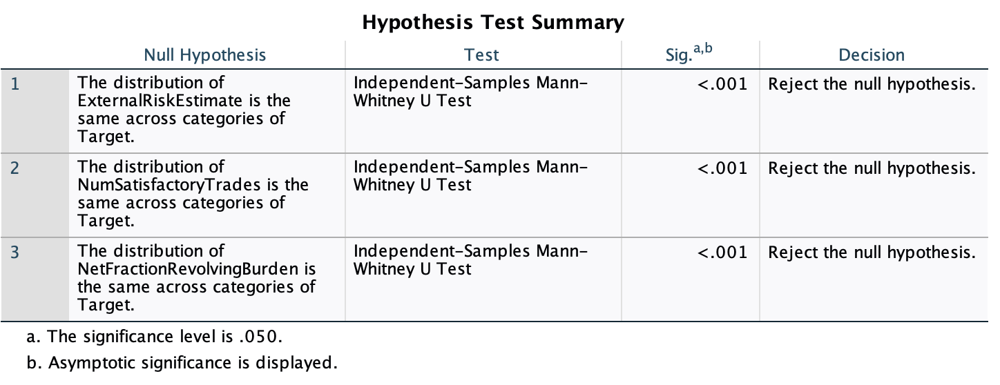 Hypothesis Test Summary
Null Hypothesis Test Sig.a,b Decision
1 The distribution of Independent-Samples Mann- <.001 Reject the null hypothesis.
ExternalRiskEstimate is the Whitney U Test
same across categories of
Target.
2 The distribution of Independent-Samples Mann- <.001 Reject the null hypothesis.
NumSatisfactoryTrades is the Whitney U Test
same across categories of
Target.
3 The distribution of Independent-Samples Mann- <.001 Reject the null hypothesis.
NetFractionRevolvingBurden is Whitney U Test
the same across categories of
Target.
a. The significance level is .050.
b. Asymptotic significance is displayed.